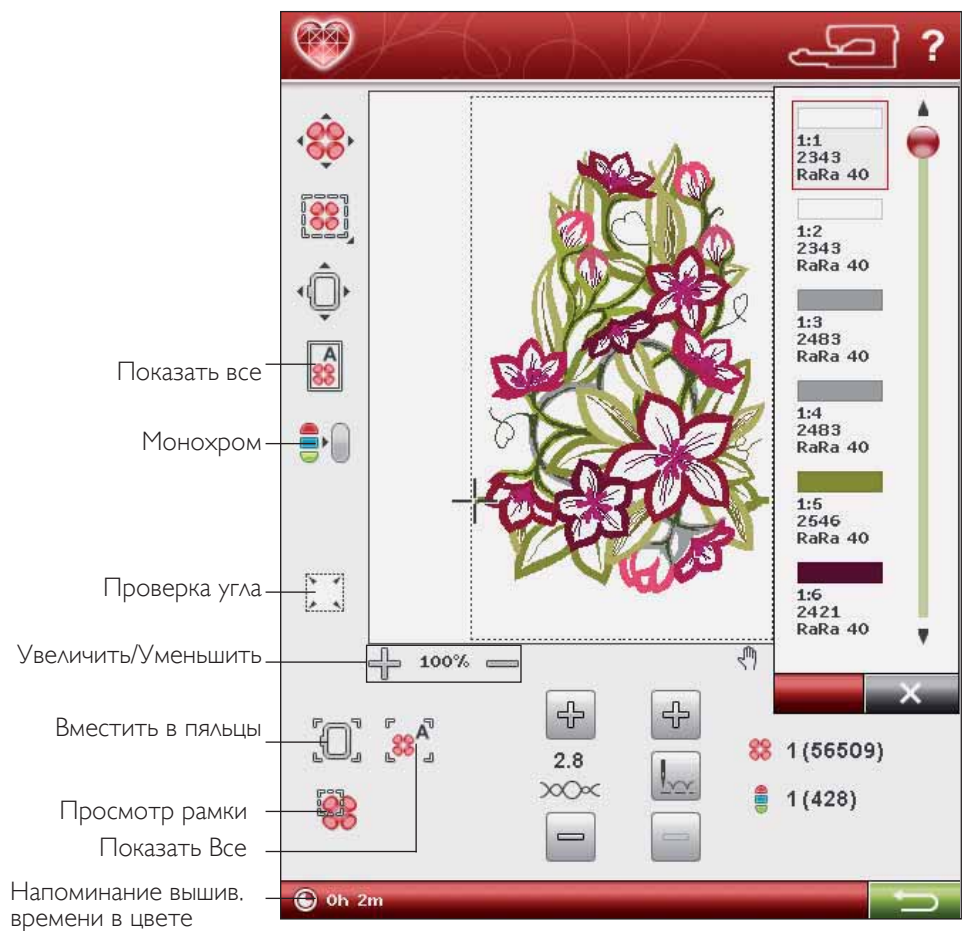 ?
A
Показать все
Монохром
Проверка угла
Увеличить/Уменьшить
100%
Вместить в пяльцы
A
Просмотр рамки
Показать Все
Напоминание вышив.
времени в цвете
0h 2m
2.8
1 (56509)
1 (428)
1:1
2343
RaRa 40
1:2
2343
RaRa 40
1:3
2483
RaRa 40
1:4
2483
RaRa 40
1:5
2546
RaRa 40
1:6
2421
RaRa 40